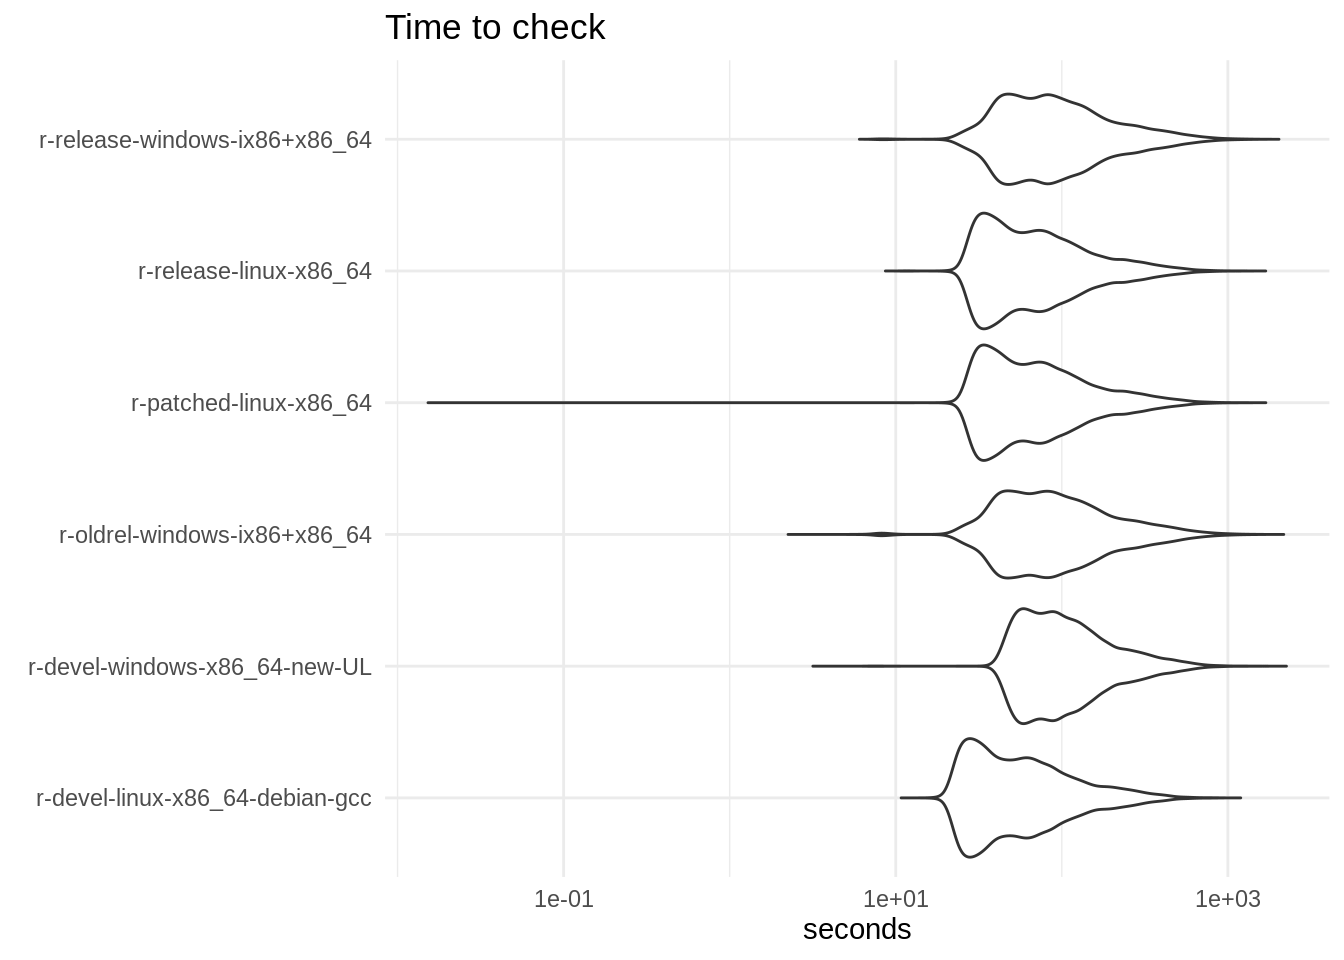 Time to check
r-release-windows-ix86+x86_64
r-release-linux-x86_64
r-patched-linux-x86_64
r-oldrel-windows-ix86+x86_64
r-devel-windows-x86_64-new-UL
r-devel-linux-x86_64-debian-gcc
1e-01 1e+01 1e+03
seconds